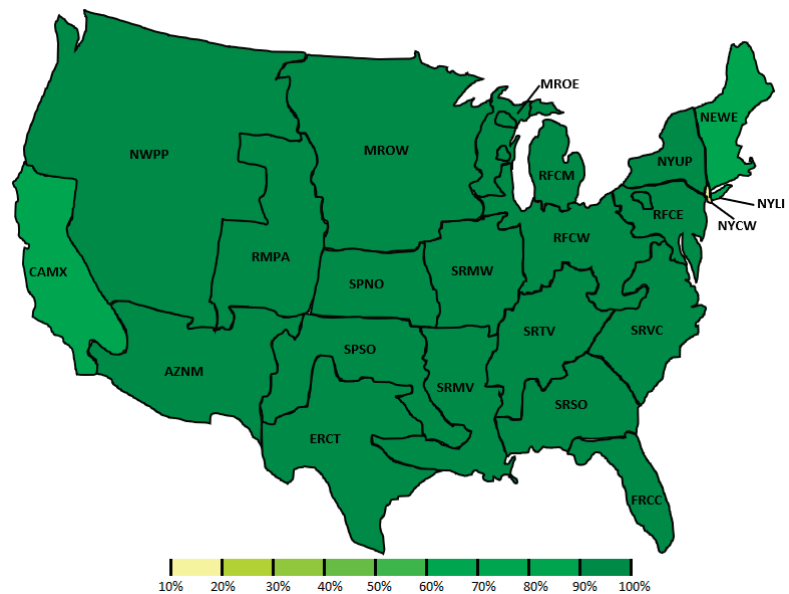 MROE
NEWE
NWPP
MROW
NYUP
RFCM
NYLI
RFCE
NYCW
RFCW
RMPA
SRMW
CAMX
SPNO
SRTV
SRVC
SPSO
AZNM
SRMV
SRSO
ERCT
FRCC
10% 20% 30% 40% 50% 60% 70% 80% 90% 100%